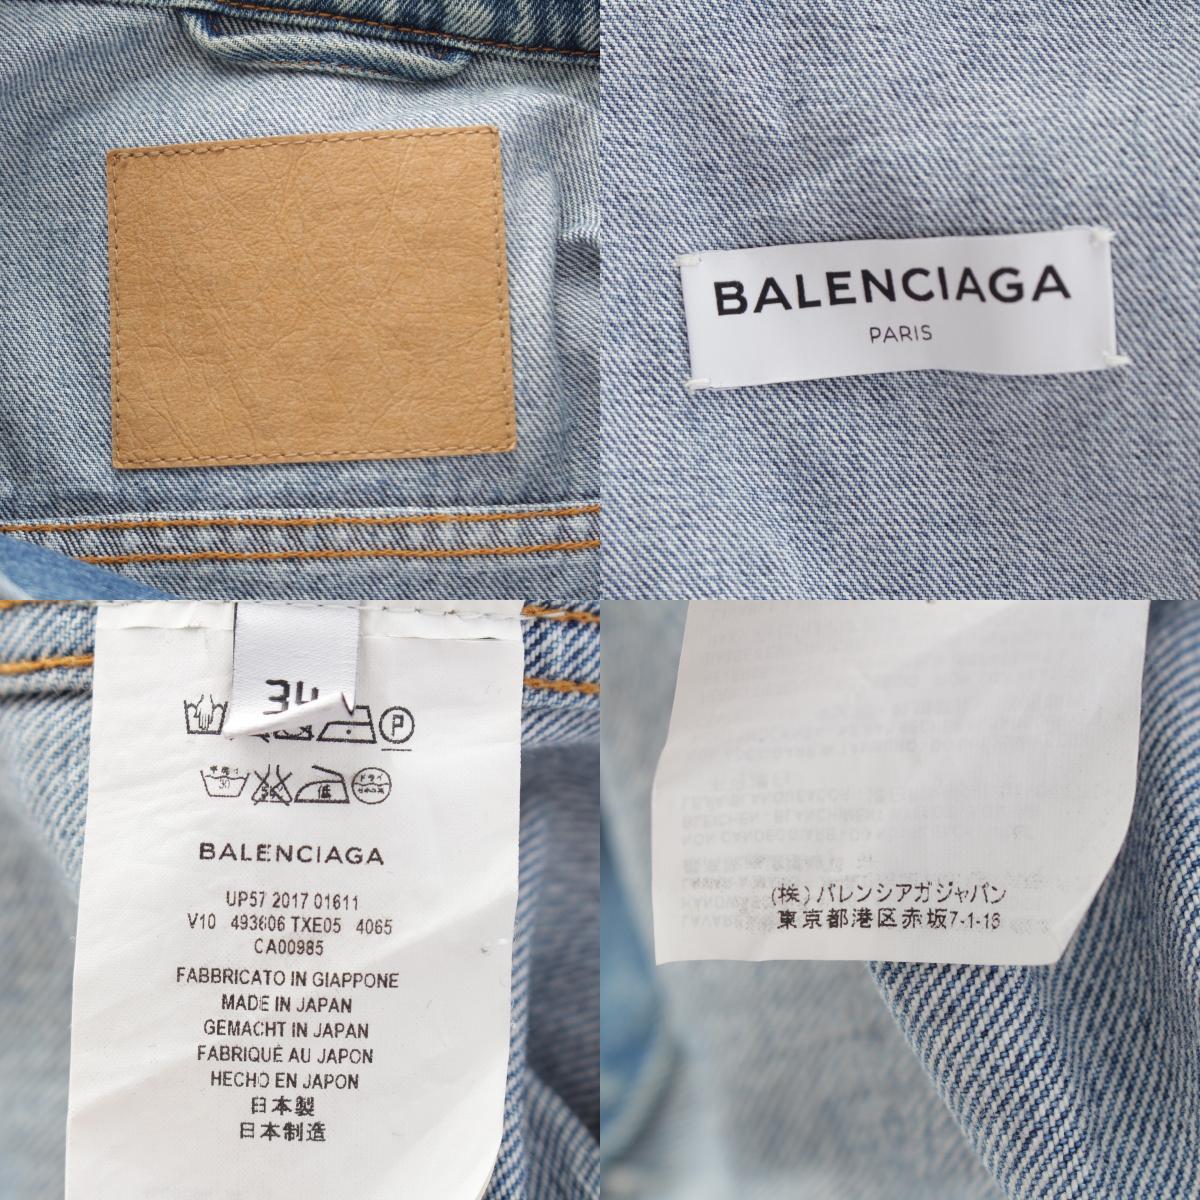 BALENCIAGA
PARIS
34
BALENCIAGA
UP57 2017 01611
V10 493606 TXE05 4065
CA00985
FABBRICATO IN GIAPPONE
MADE IN JAPAN
GEMACHT IN JAPAN
FABRIQUÉ AU JAPON
HECHO EN JAPON
日本製
日本制造
(株)バレンシアガジャパン
東京都港区赤坂7-1-16